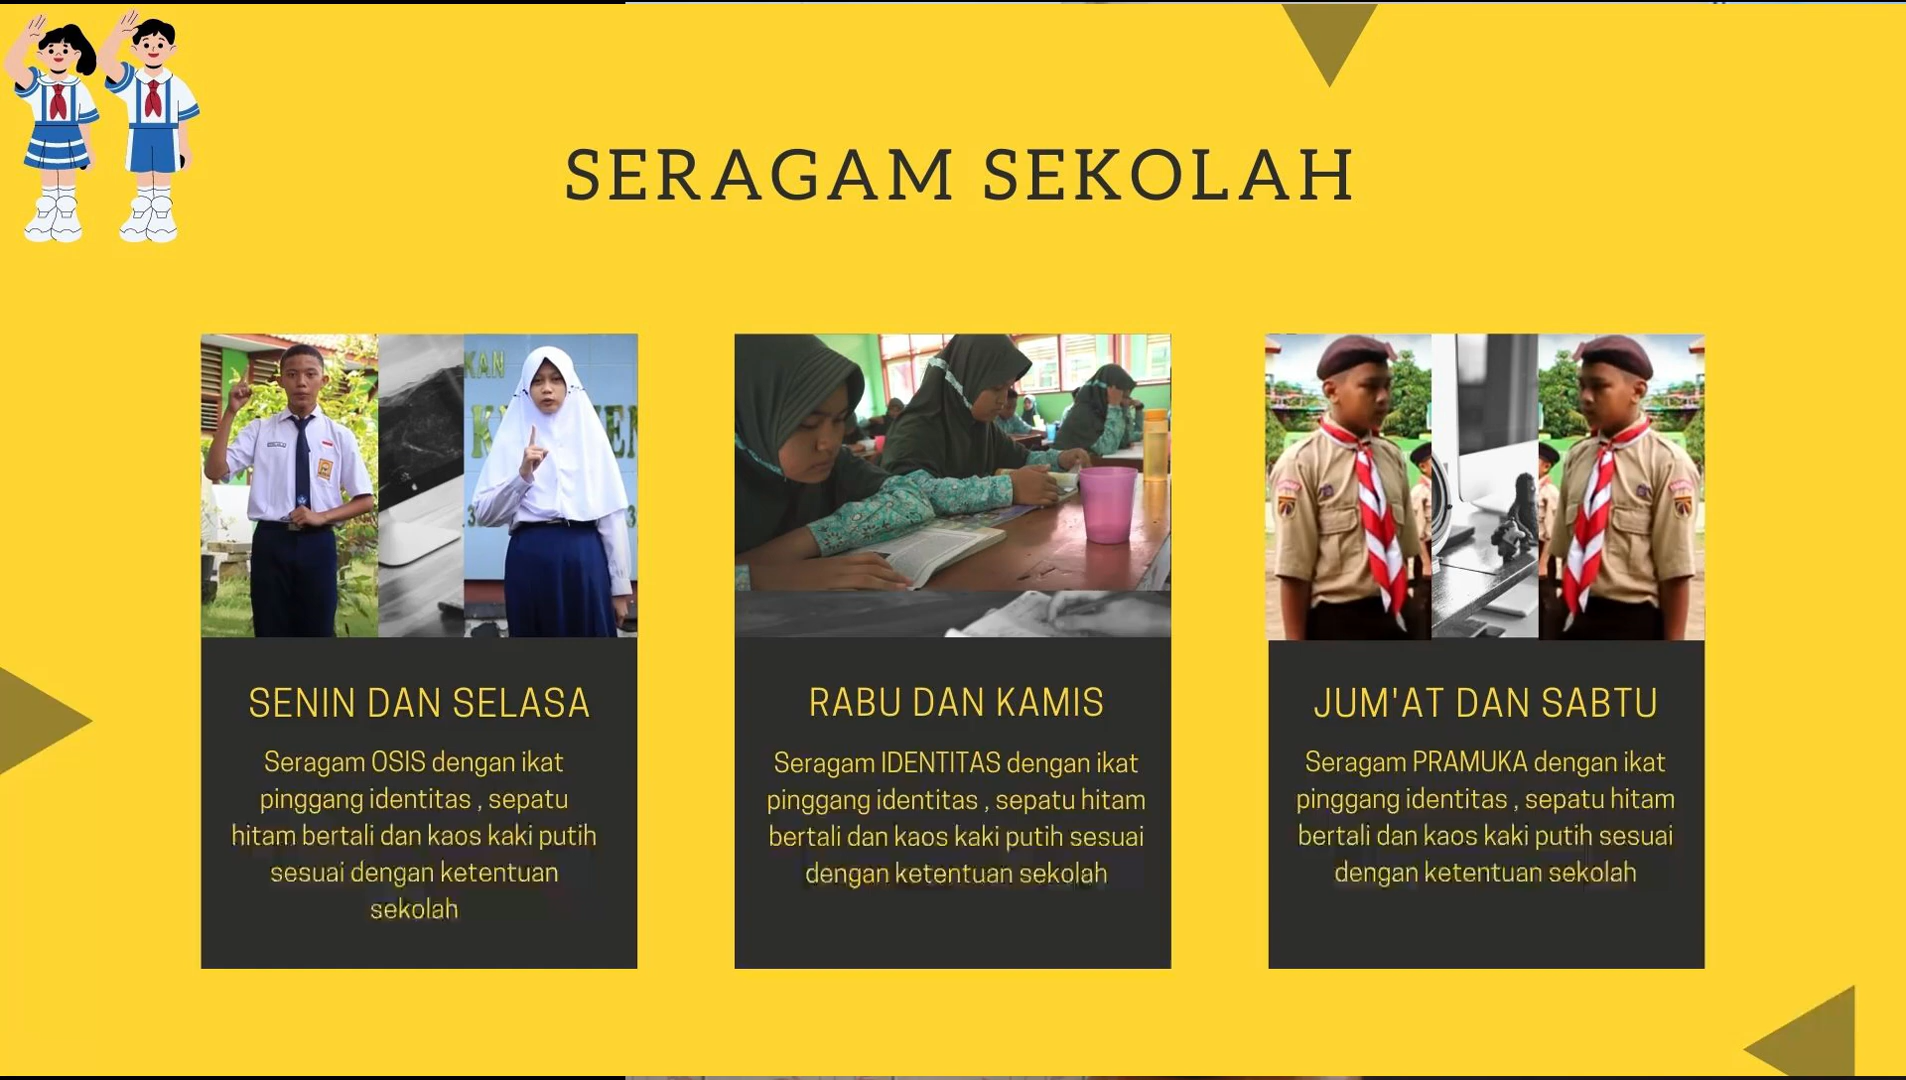 SERAGAM SEKOLAH
KAN
SENIN DAN SELASA
Seragam OSIS dengan ikat
pinggang identitas , sepatu
hitam bertali dan kaos kaki putih
sesuai dengan ketentuan
sekolah
RABU DAN KAMIS
Seragam IDENTITAS dengan ikat
pinggang identitas , sepatu hitam
bertali dan kaos kaki putih sesuai
dengan ketentuan sekolah
JUM'AT DAN SABTU
Seragam PRAMUKA dengan ikat
pinggang identitas , sepatu hitam
bertali dan kaos kaki putih sesuai
dengan ketentuan sekolah